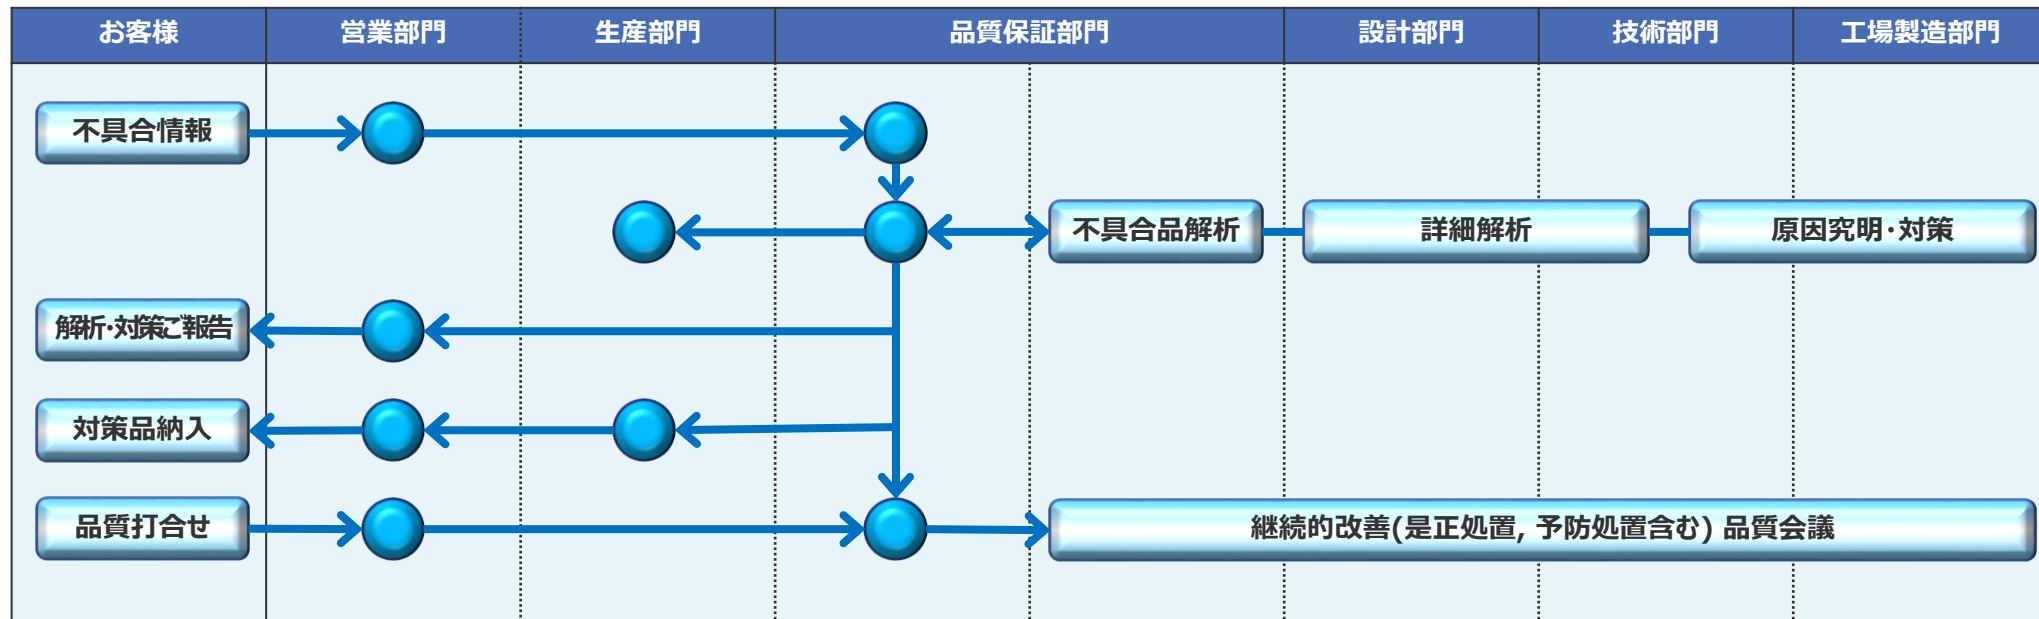 お客様
営業部門
生産部門
品質保証部門
設計部門
技術部門
工場製造部門
不具合情報
不具合品解析
詳細解析
原因究明・対策
解析・対策ご報告
対策品納入
品質打合せ
継続的改善(是正処置, 予防処置含む) 品質会議